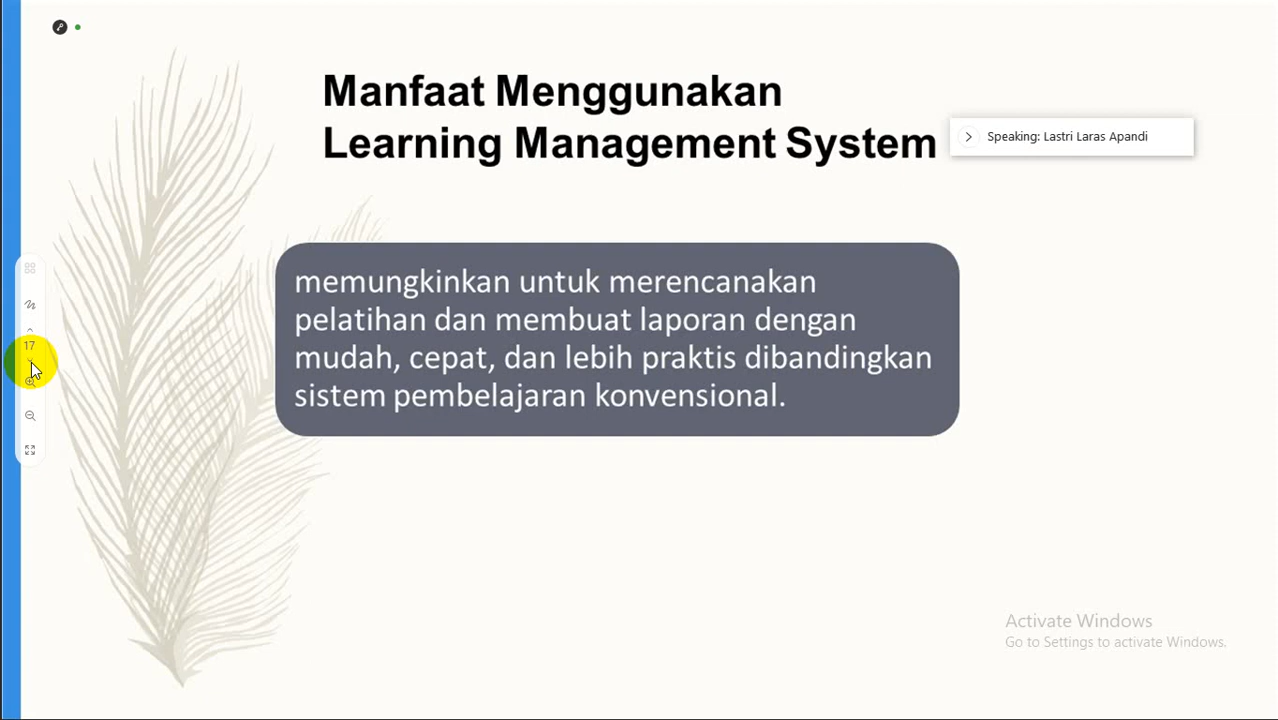 Manfaat Menggunakan
Learning Management System
Speaking: Lastri Laras Apandi
memungkinkan untuk merencanakan
pelatihan dan membuat laporan dengan
mudah, cepat, dan lebih praktis dibandingkan
sistem pembelajaran konvensional.
17
Activate Windows
Go to Settings to activate Windows.